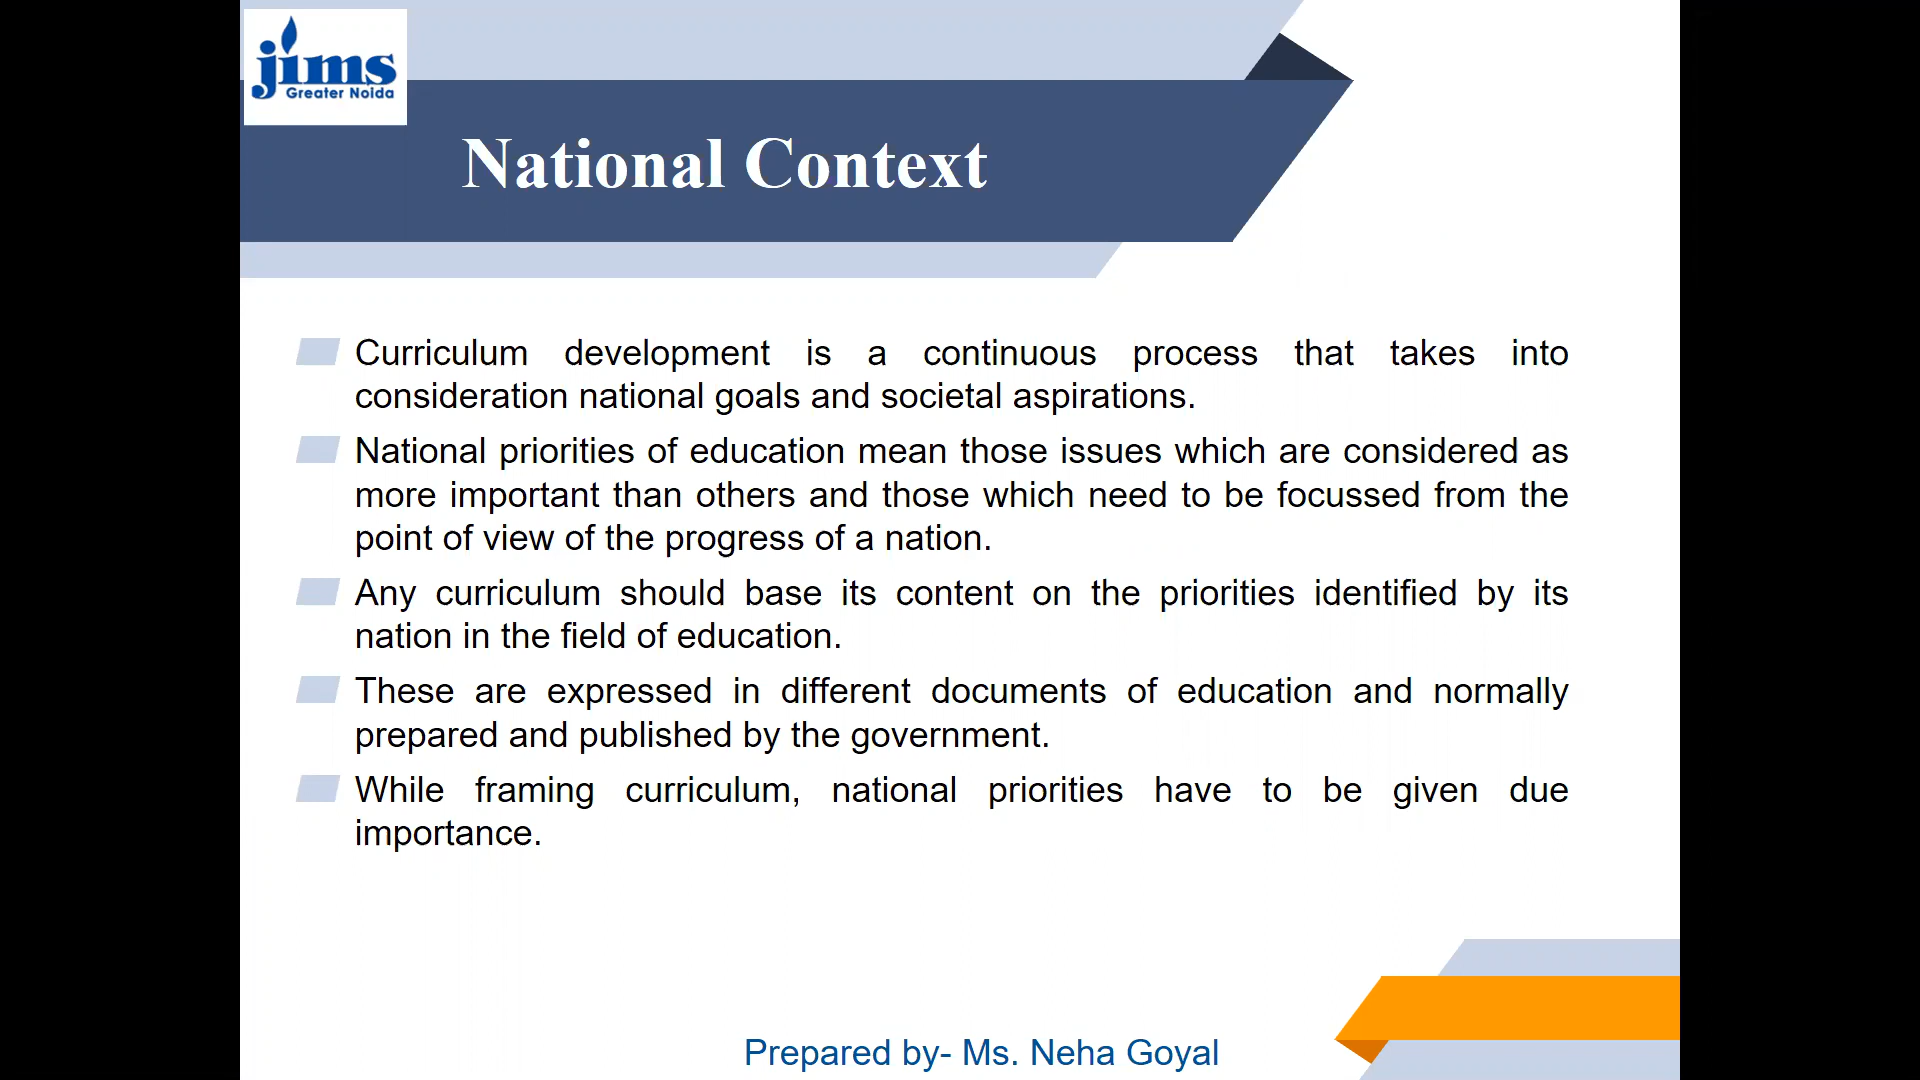 jims
Greater Noida
National Context
Curriculum development is a continuous process that takes into
consideration national goals and societal aspirations.
National priorities of education mean those issues which are considered as
more important than others and those which need to be focussed from the
point of view of the progress of a nation.
Any curriculum should base its content on the priorities identified by its
nation in the field of education.
These are expressed in different documents of education and normally
prepared and published by the government.
While framing curriculum, national priorities have to be given due
importance.
Prepared by- Ms. Neha Goyal